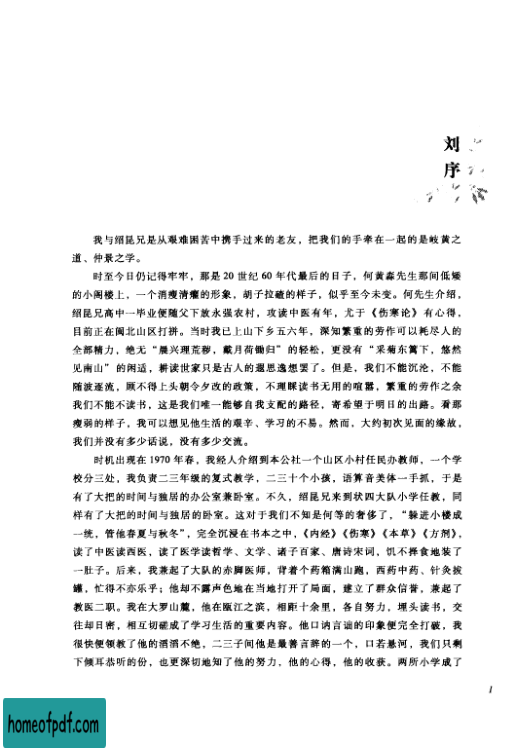 刘
序
我与绍昆兄是从艰难困苦中携手过来的老友，把我们的手牵在一起的是岐黄之
道、仲景之学。
时至今日仍记得牢牢，那是 20 世纪 60 年代最后的日子，何黄淼先生那间低矮
的小阁楼上，一个消瘦清癯的形象，胡子拉碴的样子，似乎至今未变。何先生介绍，
绍昆兄高中一毕业便随父下放永强农村，攻读中医有年，尤于《伤寒论》有心得，
目前正在闽北山区打拼。当时我已上山下乡五六年，深知繁重的劳作可以耗尽人的
全部精力，绝无“晨兴理荒秽，戴月荷锄归”的轻松，更没有“采菊东篱下，悠然
见南山”的闲适，耕读世家只是古人的遐思逸想罢了。但是，我们不能沉沦，不能
随波逐流，顾不得上头朝令夕改的政策，不理睬读书无用的喧嚣，繁重的劳作之余
我们不能不读书，这是我们唯一能够自我支配的路径，寄希望于明日的出路。看那
瘦弱的样子，我可以想见他生活的艰辛、学习的不易。然而，大约初次见面的缘故，
我们并没有多少话说，没有多少交流。
时机出现在 1970 年春，我经人介绍到本公社一个山区小村任民办教师，一个学
校分三处，我负责二三年级的复式教学，二三十个小孩，语算音美体一手抓，于是
有了大把的时间与独居的办公室兼卧室。不久，绍昆兄来到状四大队小学任教，同
样有了大把的时间与独居的卧室。这对于我们不知是何等的奢侈了，“躲进小楼成
一统，管他春夏与秋冬”，完全沉浸在书本之中，《内经》《伤寒》《本草》《方剂》，
读了中医读西医，读了医学读哲学、文学、诸子百家、唐诗宋词，饥不择食地装了
一肚子。后来，我兼起了大队的赤脚医师，背着个药箱满山跑，西药中药、针灸拔
罐，忙得不亦乐乎；他却不露声色地在当地打开了局面，建立了群众信誉，兼起了
教医二职。我在大罗山麓，他在瓯江之滨，相距十余里，各自努力，埋头读书，交
往却日密，相互切磋成了学习生活的重要内容。他口讷言讪的印象便完全打破，我
很快便领教了他的滔滔不绝，二三子间他是最善言辞的一个，口若悬河，我们只剩
下倾耳恭听的份，也更深切地知了他的努力，他的心得，他的收获。两所小学成了
1
homeofpdf.com